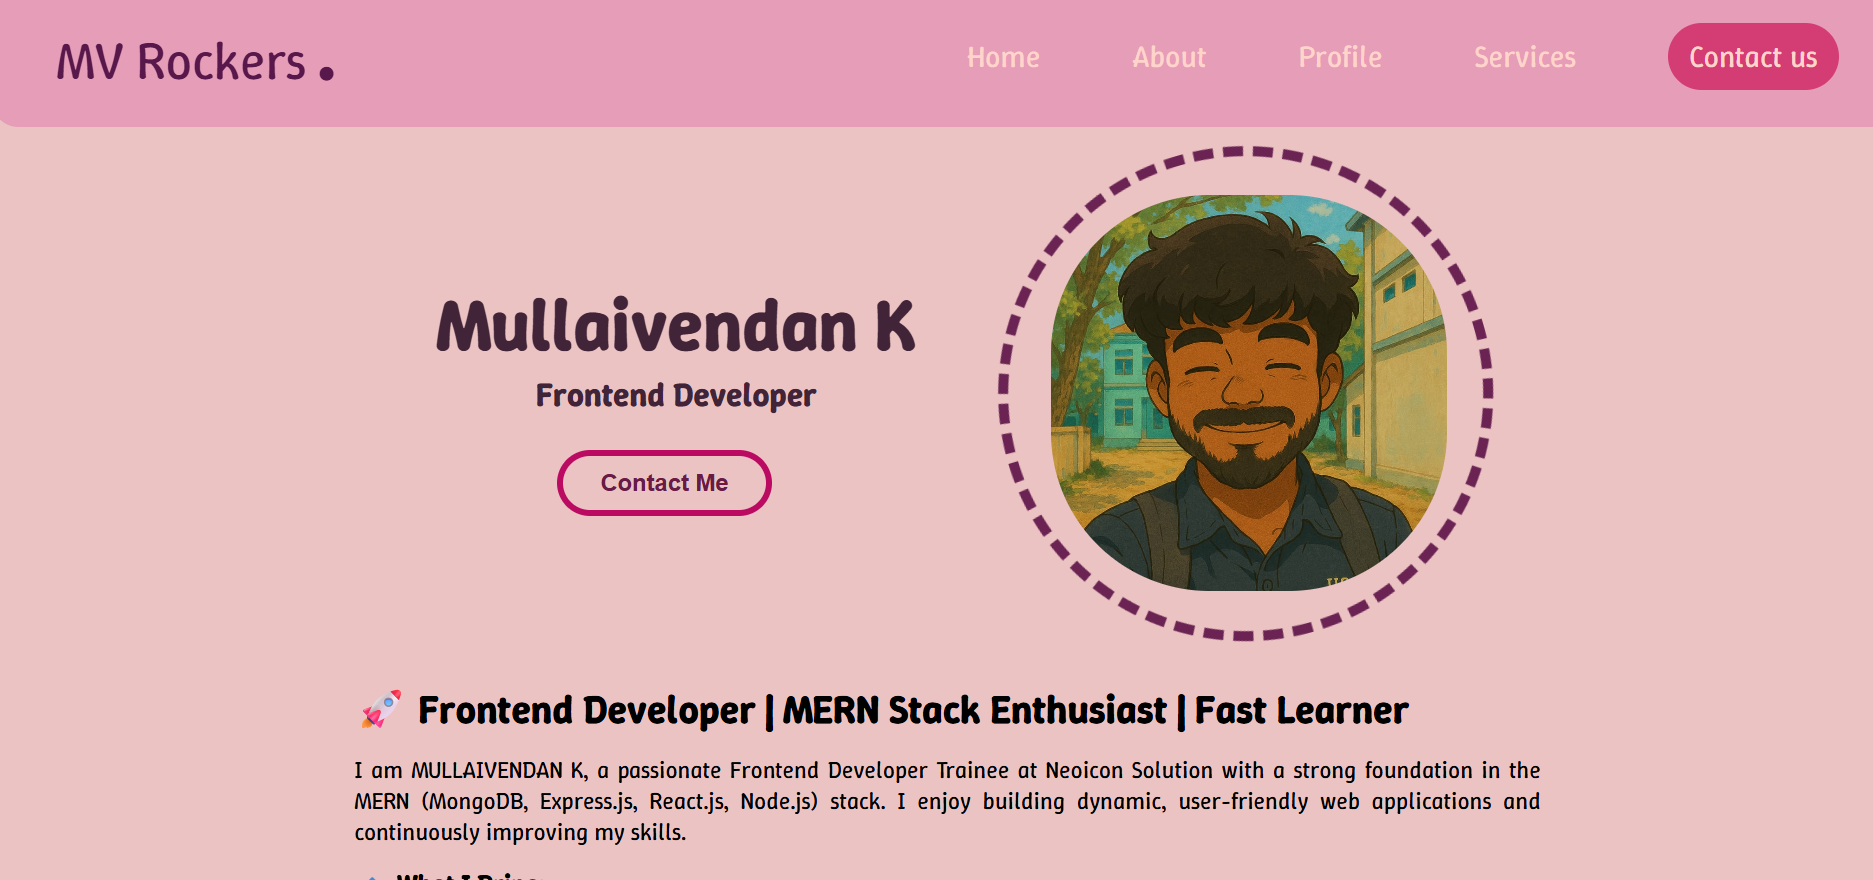 MV Rockers .
Home About Profile Services Contact us
Mullaivendan K
Frontend Developer
Contact Me
🚀 Frontend Developer | MERN Stack Enthusiast | Fast Learner
I am MULLAIVENDAN K, a passionate Frontend Developer Trainee at Neoicon Solution with a strong foundation in the
MERN (MongoDB, Express.js, React.js, Node.js) stack. I enjoy building dynamic, user-friendly web applications and
continuously improving my skills.
What I Bring